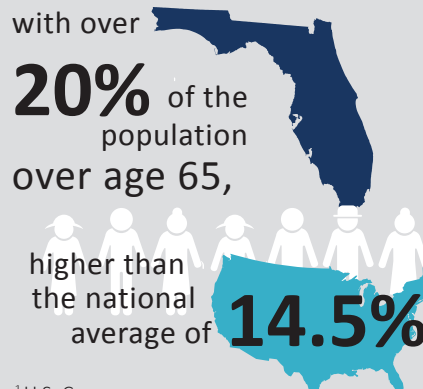 with over
20% of the
population
over age 65,
higher than
the national
average of 14.5%